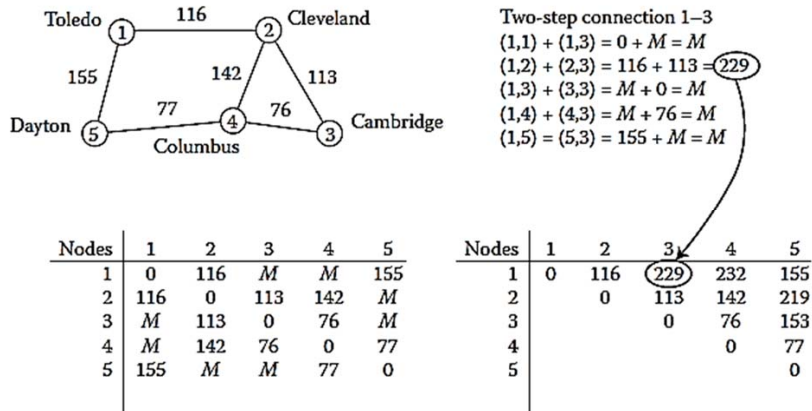 116
Toledo
Cleveland
1
2
155
142
113
77
76
Dayton
5
4
3
Cambridge
Columbus
Two-step connection 1–3
(1,1) + (1,3) = 0 + M = M
(1,2) + (2,3) = 116 + 113 = 229
(1,3) + (3,3) = M + 0 = M
(1,4) + (4,3) = M + 76 = M
(1,5) = (5,3) = 155 + M = M
Nodes 1 2 3 4 5
1 0 116 M M 155
2 116 0 113 142 M
3 M 113 0 76 M
4 M 142 76 0 77
5 155 M M 77 0
Nodes 1 2 3 4 5
1 0 116 229 232 155
2 0 113 142 219
3 0 76 153
4 0 77
5 0